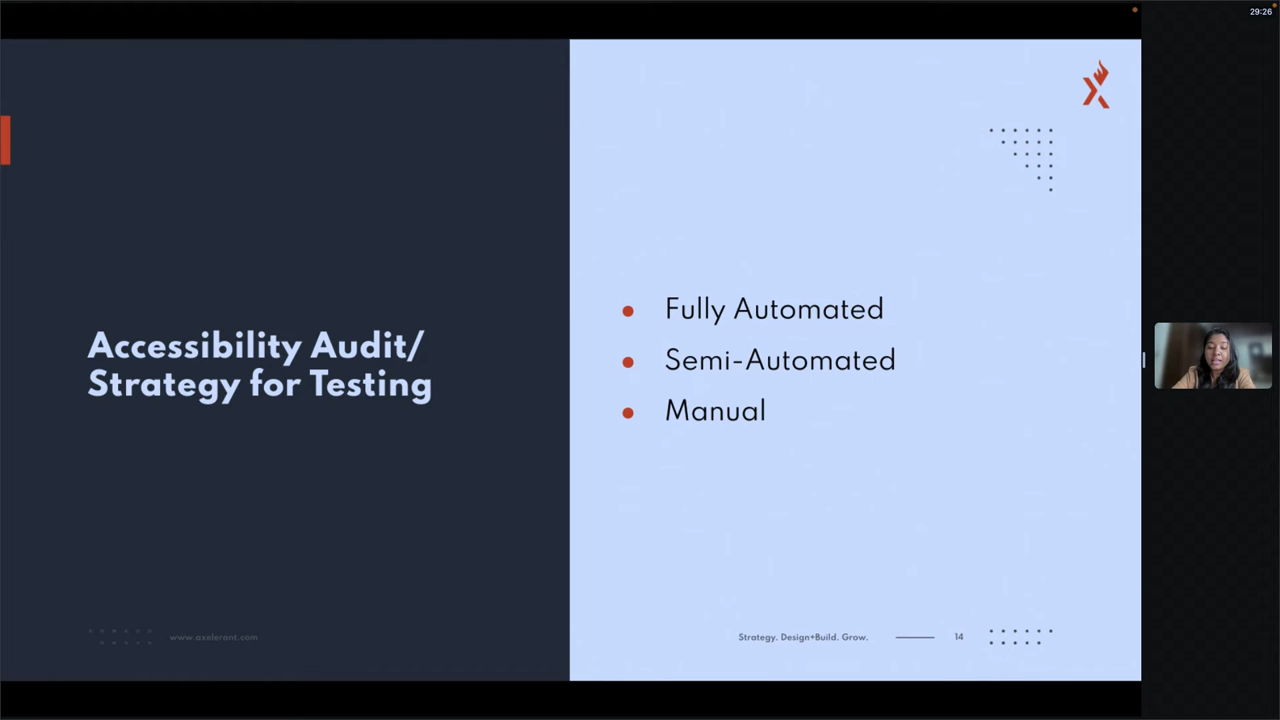 29:26
Accessibility Audit/
Strategy for Testing
Fully Automated
Semi-Automated
Manual
www.axelerant.com
Strategy. Design+Build. Grow.
14